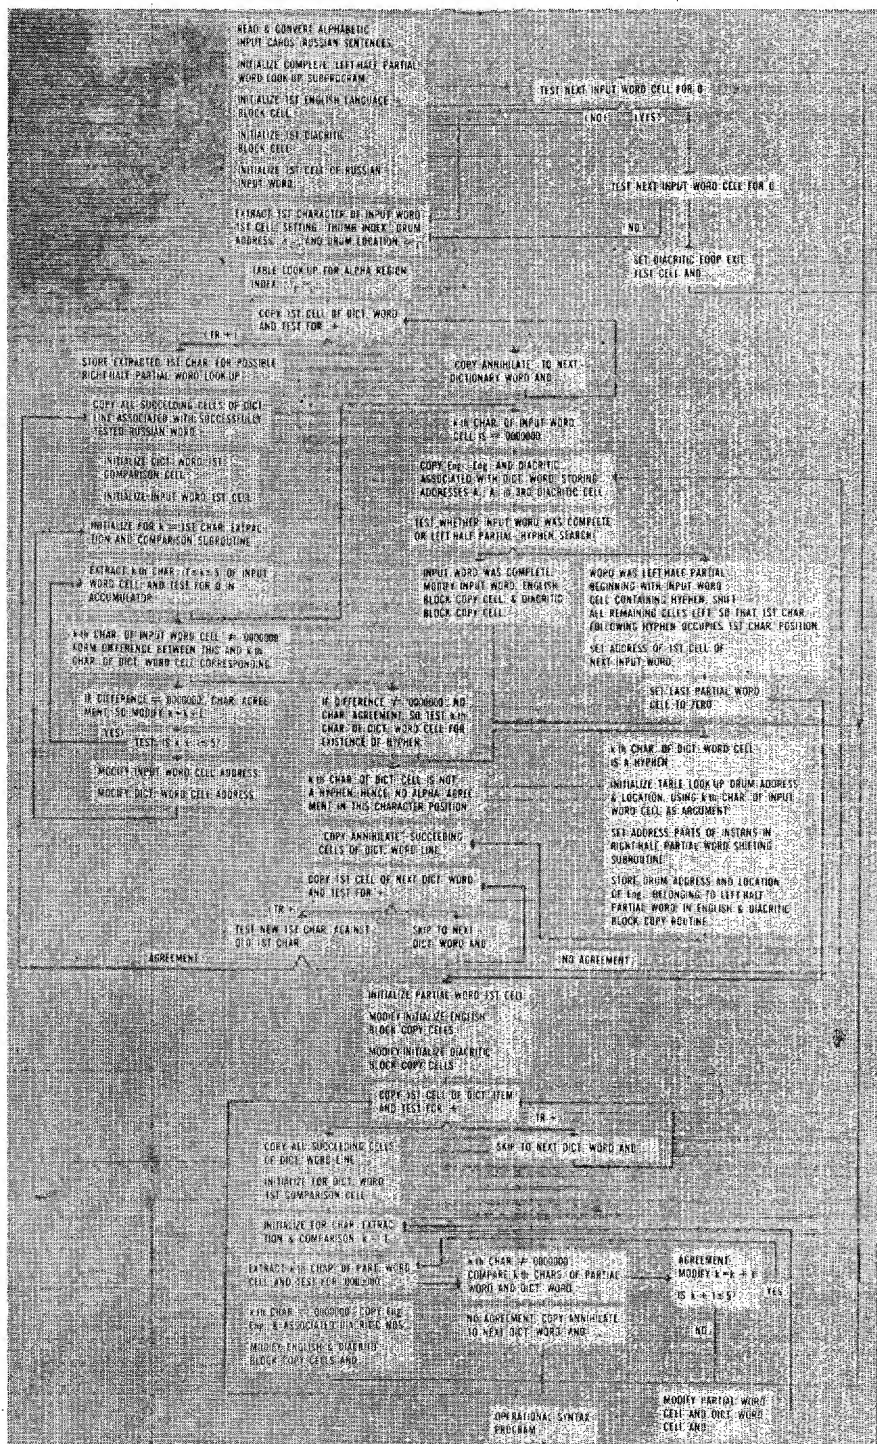 READ & CONVERT ALPHABETIC
INPUT CARDS RUSSIAN SENTENCES
INITIALIZE COMPLETE, LEFT-HALF PARTIAL
WORD LOOK-UP SUBPROGRAM
INITIALIZE 1ST ENGLISH LANGUAGE
BLOCK CELL
INITIALIZE 1ST DIACRITIC
BLOCK CELL
INITIALIZE 1ST CELL OF RUSSIAN
INPUT WORD
EXTRACT 1ST CHARACTER OF INPUT WORD
1ST CELL SETTING "THUMB INDEX" DRUM
ADDRESS AND DRUM LOCATION
TEST NEXT INPUT WORD CELL FOR 0
(NO) (YES)
TEST NEXT INPUT WORD CELL FOR 0
NO
SET DIACRITIC LOOP EXIT
TEST CELL AND
TABLE LOOK-UP FOR ALPHA REGION
INDEX
COPY 1ST CELL OF DICT. WORD
AND TEST FOR +
(TR +)
STORE EXTRACTED 1ST CHAR. FOR POSSIBLE
RIGHT-HALF PARTIAL WORD LOOK-UP
COPY ANNIHILATE TO NEXT
DICTIONARY WORD AND
COPY ALL SUCCEEDING CELLS OF DICT.
LINE ASSOCIATED WITH SUCCESSFULLY
TESTED RUSSIAN WORD
INITIALIZE DICT. WORD 1ST
COMPARISON CELL
INITIALIZE INPUT WORD 1ST CELL
k th CHAR. OF INPUT WORD
CELL IS = 0000000
COPY Eng. Eng. AND DIACRITIC
ASSOCIATED WITH DICT. WORD, STORING
ADDRESSES A, A IN 3RD DIACRITIC CELL
TEST WHETHER INPUT WORD WAS COMPLETE
OR LEFT HALF PARTIAL (HYPHEN SEARCH)
INITIALIZE FOR k = 1ST CHAR. EXTRAC
TION AND COMPARISON SUBROUTINE
EXTRACT k th CHAR. (1≤k≤5) OF INPUT
WORD CELL AND TEST FOR 0 IN
ACCUMULATOR
INPUT WORD WAS COMPLETE
MODIFY INPUT WORD, ENGLISH
BLOCK COPY CELL, & DIACRITIC
BLOCK COPY CELL
WORD WAS LEFT HALF PARTIAL
BEGINNING WITH INPUT WORD
CELL CONTAINING HYPHEN, SHIFT
ALL REMAINING CELLS LEFT, SO THAT 1ST CHAR.
FOLLOWING HYPHEN OCCUPIES 1ST CHAR. POSITION
SET ADDRESS OF 1ST CELL OF
NEXT INPUT WORD
k th CHAR. OF INPUT WORD CELL ≠ 0000000
FORM DIFFERENCE BETWEEN THIS AND k th
CHAR. OF DICT. WORD CELL CORRESPONDING
SET LAST PARTIAL WORD
CELL TO ZERO
IF DIFFERENCE = 0000000, CHAR. AGREE
MENT, SO MODIFY k = k + 1
(YES)
TEST: IS k + 1 ≤ 5?
IF DIFFERENCE ≠ 0000000, NO
CHAR. AGREEMENT, SO TEST k th
CHAR. OF DICT. WORD CELL FOR
EXISTENCE OF HYPHEN
MODIFY INPUT WORD CELL ADDRESS
MODIFY DICT. WORD CELL ADDRESS
k th CHAR. OF DICT. CELL IS NOT
A HYPHEN, HENCE, NO ALPHA AGREE
MENT IN THIS CHARACTER POSITION
k th CHAR. OF DICT. WORD CELL
IS A HYPHEN
INITIALIZE TABLE LOOK-UP DRUM ADDRESS
& LOCATION, USING k th CHAR. OF INPUT
WORD CELL AS ARGUMENT
SET ADDRESS PARTS OF INSTRNS IN
RIGHT-HALF PARTIAL WORD SHIFTING
SUBROUTINE
STORE DRUM ADDRESS AND LOCATION
OF Eng. BELONGING TO LEFT HALF
PARTIAL WORD, IN ENGLISH & DIACRITIC
BLOCK COPY ROUTINE
COPY ANNIHILATE SUCCEEDING
CELLS OF DICT. WORD LINE
COPY 1ST CELL OF NEXT DICT. WORD
AND TEST FOR +
(TR +)
TEST NEW 1ST CHAR. AGAINST
OLD 1ST CHAR.
SKIP TO NEXT
DICT. WORD AND
AGREEMENT
(NO AGREEMENT)
INITIALIZE PARTIAL WORD 1ST CELL
MODIFY-INITIALIZE ENGLISH
BLOCK COPY CELLS
MODIFY-INITIALIZE DIACRITIC
BLOCK COPY CELLS
COPY 1ST CELL OF DICT. ITEM
AND TEST FOR +
TR +
COPY ALL SUCCEEDING CELLS
OF DICT. WORD LINE
INITIALIZE FOR DICT. WORD
1ST COMPARISON CELL
SKIP TO NEXT DICT. WORD AND
INITIALIZE FOR CHAR. EXTRAC
TION & COMPARISON k = 1
EXTRACT k th CHAR. OF PART. WORD
CELL AND TEST FOR 0000000
k th CHAR. ≠ 0000000
COMPARE k th CHARS. OF PARTIAL
WORD AND DICT. WORD
AGREEMENT
MODIFY k = k + 1
IS k + 1 ≤ 5?
YES
k th CHAR. = 0000000 COPY Eng.
Eng. & ASSOCIATED DIACRITIC NOS.
MODIFY ENGLISH & DIACRITIC
BLOCK COPY CELLS AND
NO AGREEMENT, COPY ANNIHILATE
TO NEXT DICT. WORD AND
NO
OPERATIONAL SYNTAX
PROGRAM
MODIFY PARTIAL WORD
CELL AND DICT. WORD
CELL AND